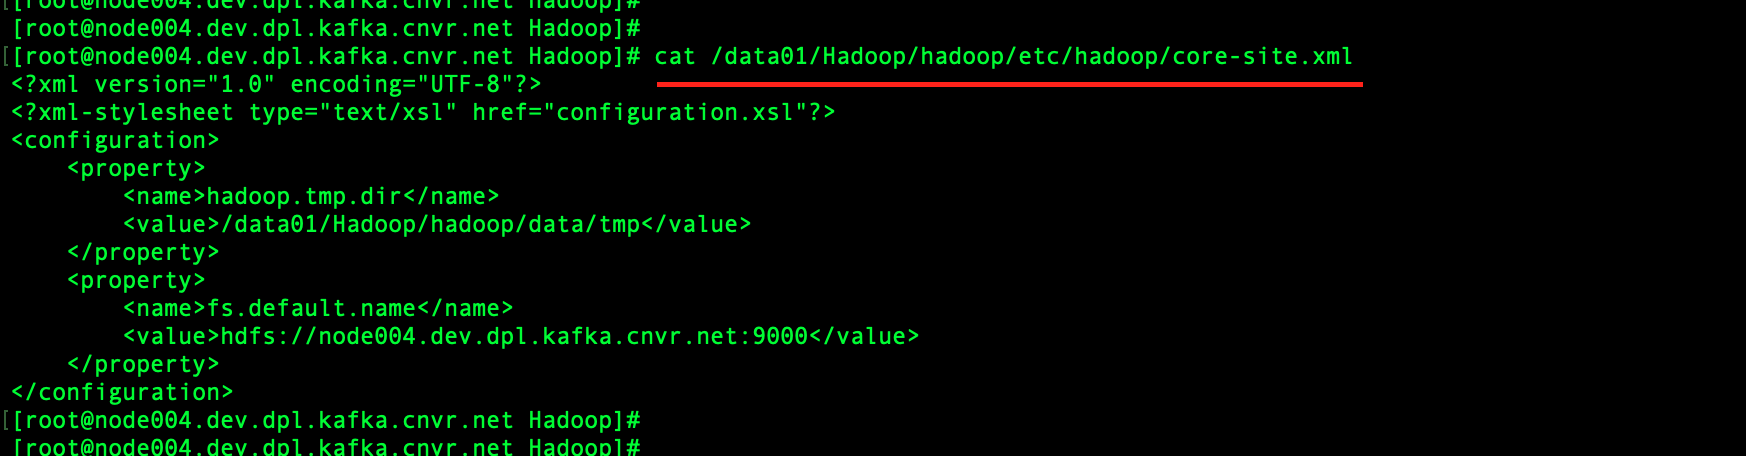 [[root@node004.dev.dpl.kafka.cnvr.net Hadoop]#
[root@node004.dev.dpl.kafka.cnvr.net Hadoop]#
[[root@node004.dev.dpl.kafka.cnvr.net Hadoop]# cat /data01/Hadoop/hadoop/etc/hadoop/core-site.xml
<?xml version="1.0" encoding="UTF-8"?>
<?xml-stylesheet type="text/xsl" href="configuration.xsl"?>
<configuration>
    <property>
        <name>hadoop.tmp.dir</name>
        <value>/data01/Hadoop/hadoop/data/tmp</value>
    </property>
    <property>
        <name>fs.default.name</name>
        <value>hdfs://node004.dev.dpl.kafka.cnvr.net:9000</value>
    </property>
</configuration>
[[root@node004.dev.dpl.kafka.cnvr.net Hadoop]#
[root@node004.dev.dpl.kafka.cnvr.net Hadoop]#